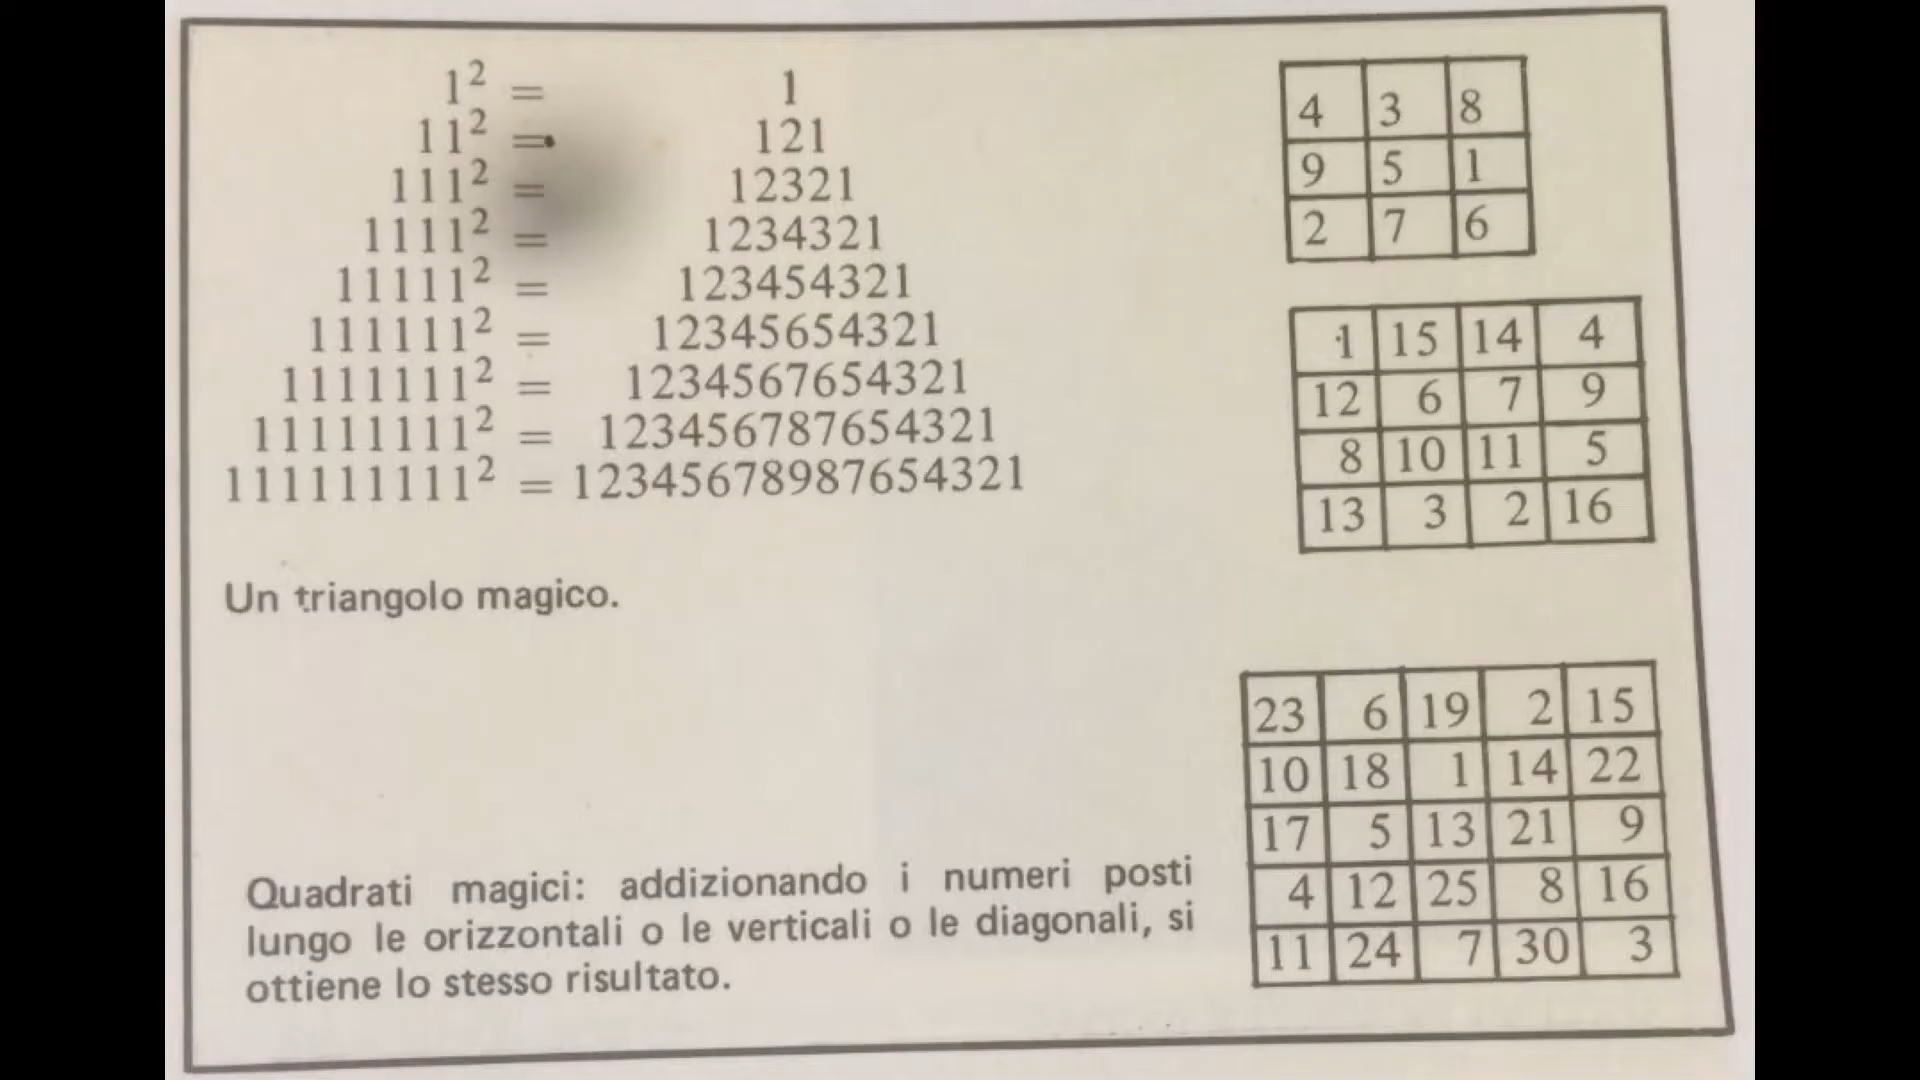 1² = 1
11² = 121
111² = 12321
1111² = 1234321
11111² = 123454321
111111² = 12345654321
1111111² = 1234567654321
11111111² = 123456787654321
111111111² = 12345678987654321
Un triangolo magico.
4 3 8
9 5 1
2 7 6
1 15 14 4
12 6 7 9
8 10 11 5
13 3 2 16
Quadrati magici: addizionando i numeri posti
lungo le orizzontali o le verticali o le diagonali, si
ottiene lo stesso risultato.
23 6 19 2 15
10 18 1 14 22
17 5 13 21 9
4 12 25 8 16
11 24 7 30 3